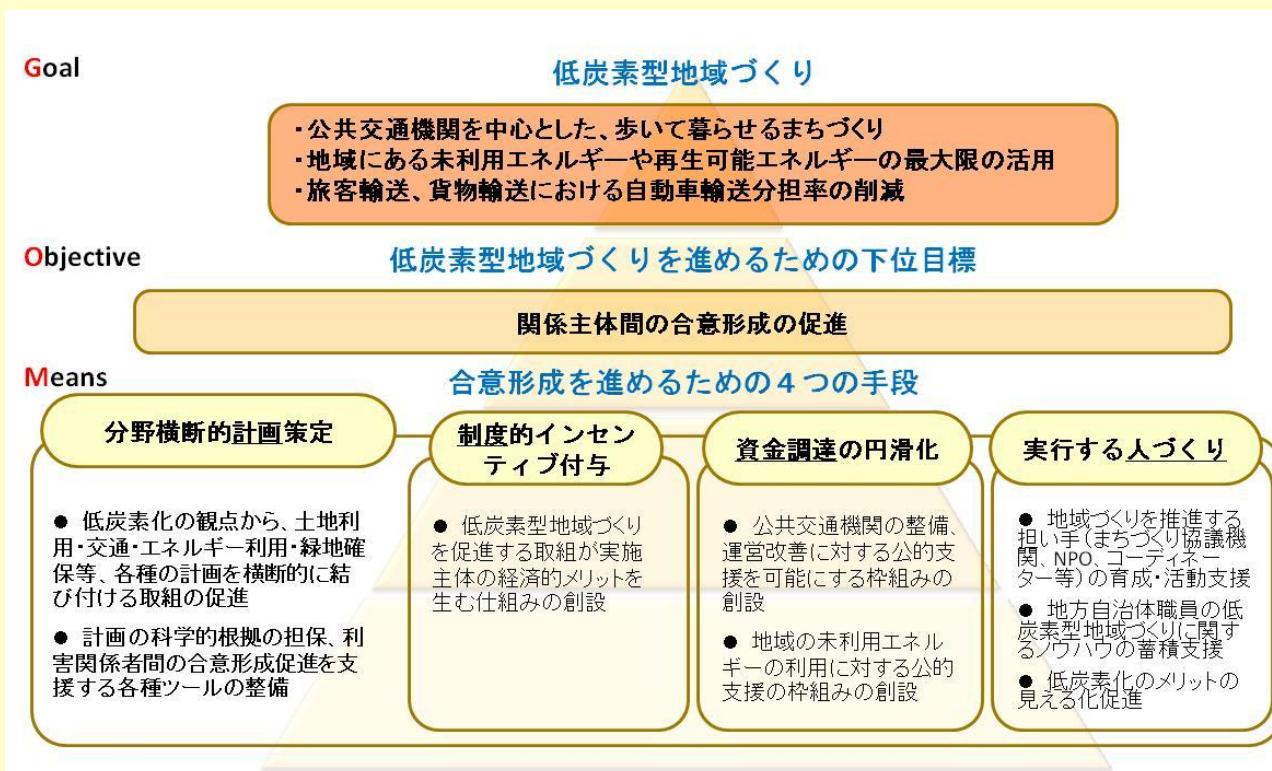 Goal
低炭素型地域づくり
・公共交通機関を中心とした、歩いて暮らせるまちづくり
・地域にある未利用エネルギーや再生可能エネルギーの最大限の活用
・旅客輸送、貨物輸送における自動車輸送分担率の削減
Objective
低炭素型地域づくりを進めるための下位目標
関係主体間の合意形成の促進
Means
合意形成を進めるための４つの手段
分野横断的計画策定
● 低炭素化の観点から、土地利
用・交通・エネルギー利用・緑地確
保等、各種の計画を横断的に結
び付ける取組の促進
● 計画の科学的根拠の担保、利
害関係者間の合意形成促進を支
援する各種ツールの整備
制度的インセン
ティブ付与
● 低炭素型地域づくり
を促進する取組が実施
主体の経済的メリットを
生む仕組みの創設
資金調達の円滑化
● 公共交通機関の整備、
運営改善に対する公的支
援を可能にする枠組みの
創設
● 地域の未利用エネル
ギーの利用に対する公的
支援の枠組みの創設
実行する人づくり
● 地域づくりを推進する
担い手（まちづくり協議機
関、NPO、コーディネー
ター等）の育成・活動支援
● 地方自治体職員の低
炭素型地域づくりに関す
るノウハウの蓄積支援
● 低炭素化のメリットの
見える化促進